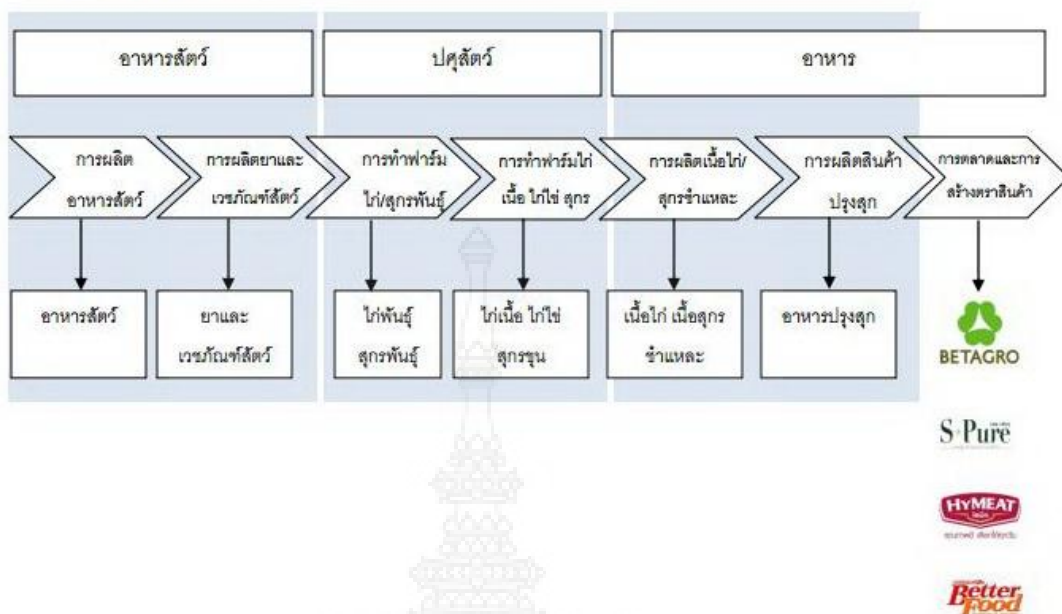 อาหารสัตว์
ปศุสัตว์
อาหาร
การผลิต
อาหารสัตว์
การผลิตยาและ
เวชภัณฑ์สัตว์
การทำฟาร์ม
ไก่/สุกรพันธุ์
การทำฟาร์มไก่
เนื้อ ไก่ไข่ สุกร
การผลิตเนื้อไก่/
สุกรชำแหละ
การผลิตสินค้า
ปรุงสุก
การตลาดและการ
สร้างตราสินค้า
อาหารสัตว์
ยาและ
เวชภัณฑ์สัตว์
ไก่พันธุ์
สุกรพันธุ์
ไก่เนื้อ ไก่ไข่
สุกรขุน
เนื้อไก่ เนื้อสุกร
ชำแหละ
อาหารปรุงสุก
BETAGRO
S Pure
HyMEAT
Better
Food